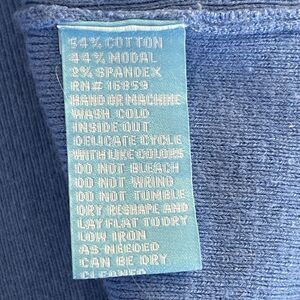 54% COTTON
44% MODAL
2% SPANDEX
RN# 16859
HAND OR MACHINE
WASH COLD
INSIDE OUT
DELICATE CYCLE
WITH LIKE COLORS
DO NOT BLEACH
DO NOT WRING
DO NOT TUMBLE
DRY RESHAPE AND
LAY FLAT TO DRY
LOW IRON
AS NEEDED
CAN BE DRY
CLEANED